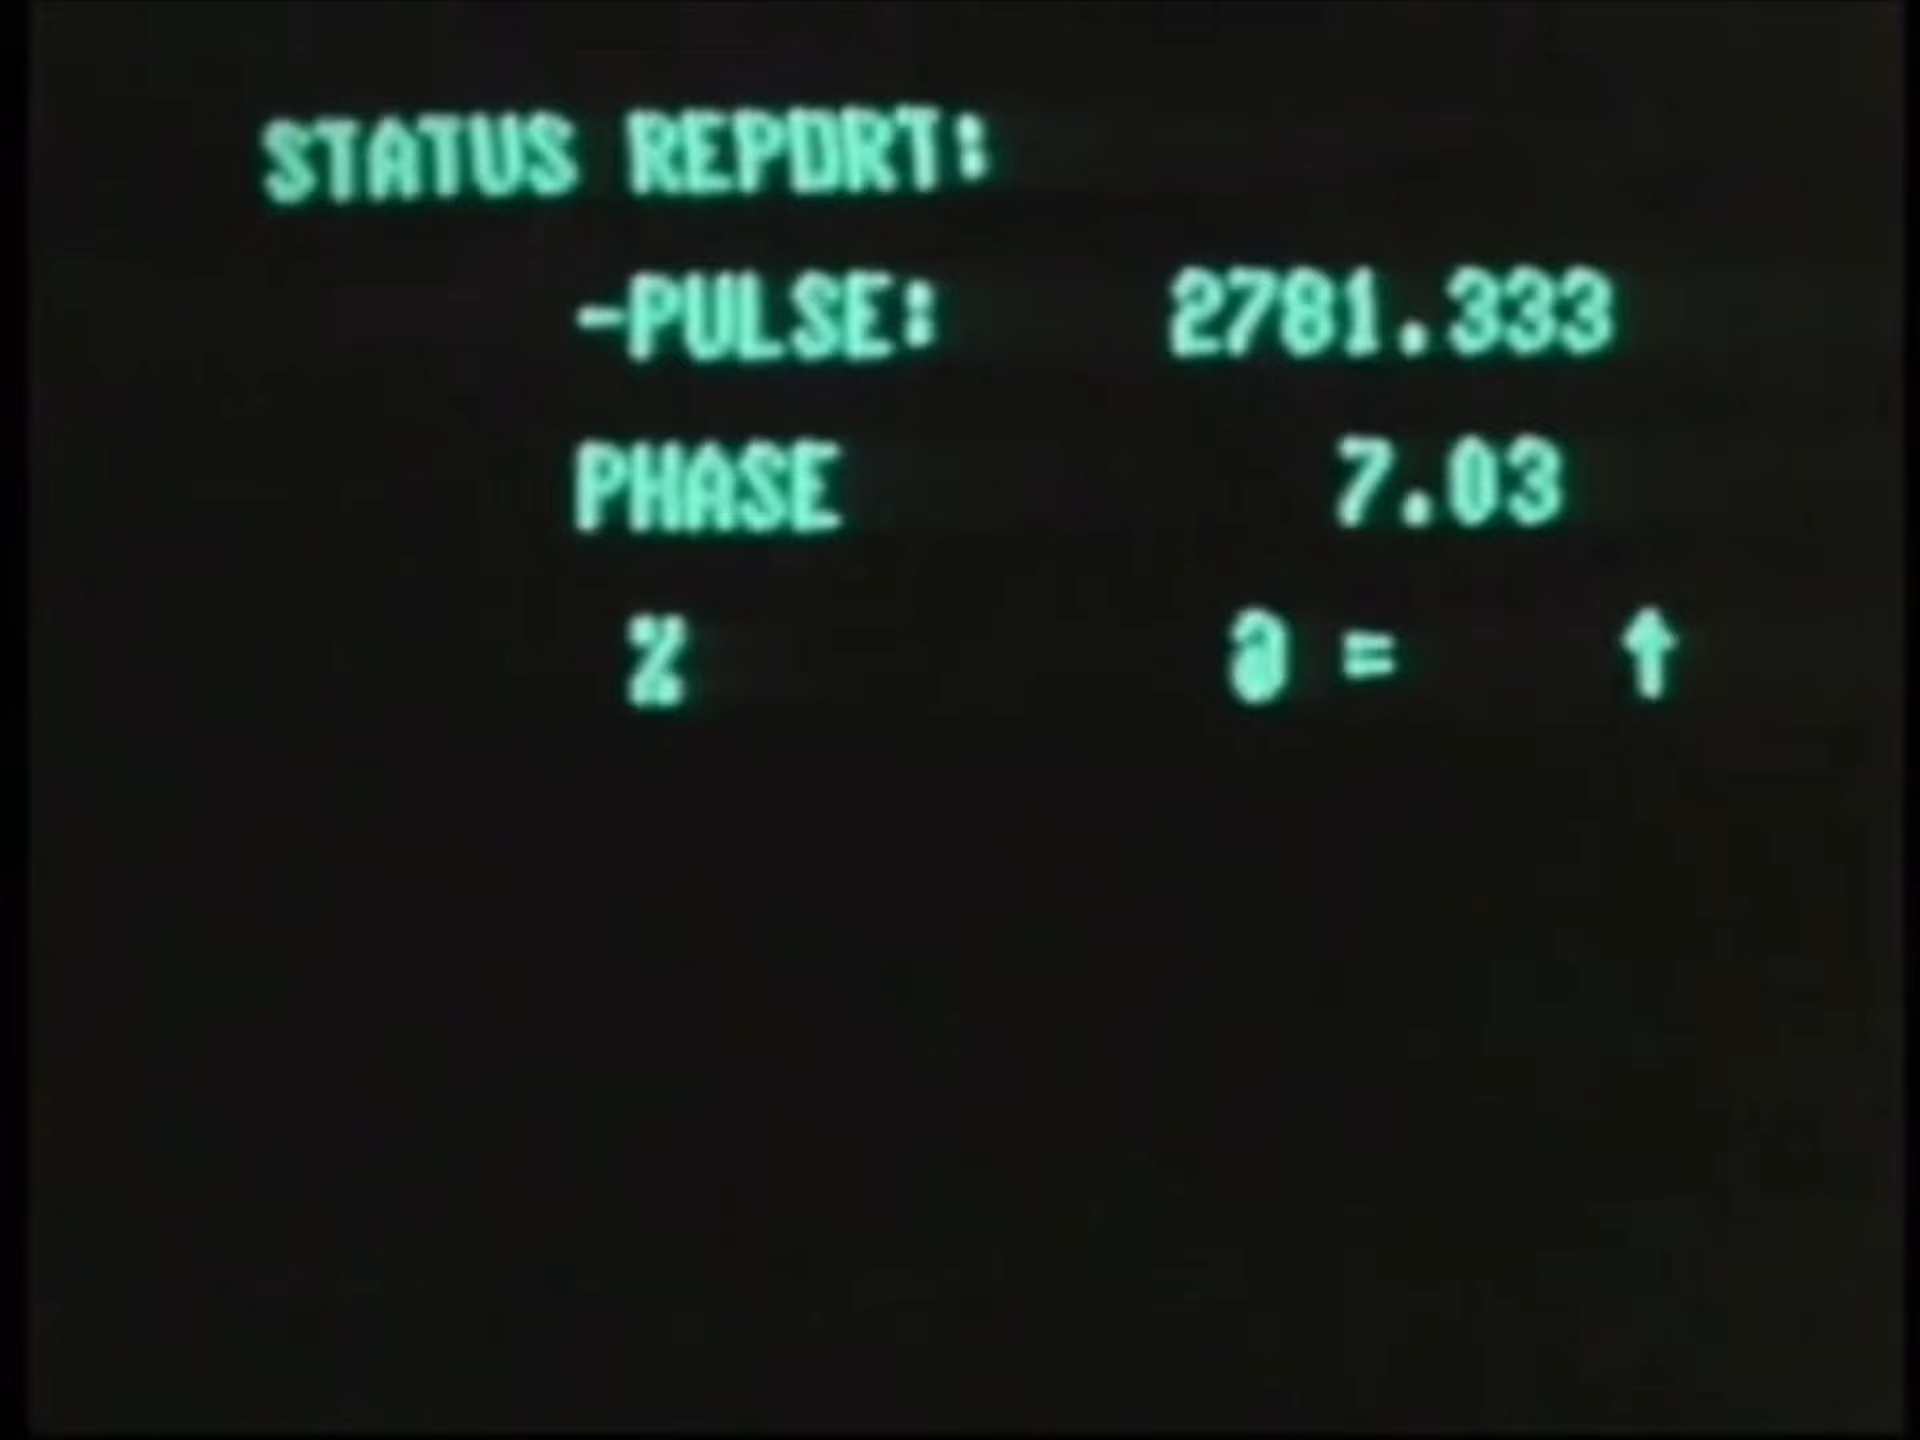 STATUS REPORT:
-PULSE: 2781.333
PHASE 7.03
% @ = ↑